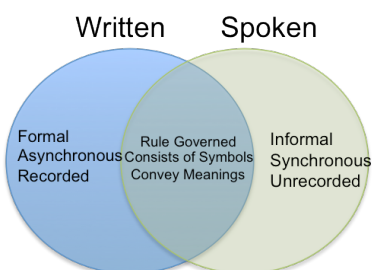 Written Spoken
Formal
Asynchronous
Recorded
Rule Governed
Consists of Symbols
Convey Meanings
Informal
Synchronous
Unrecorded